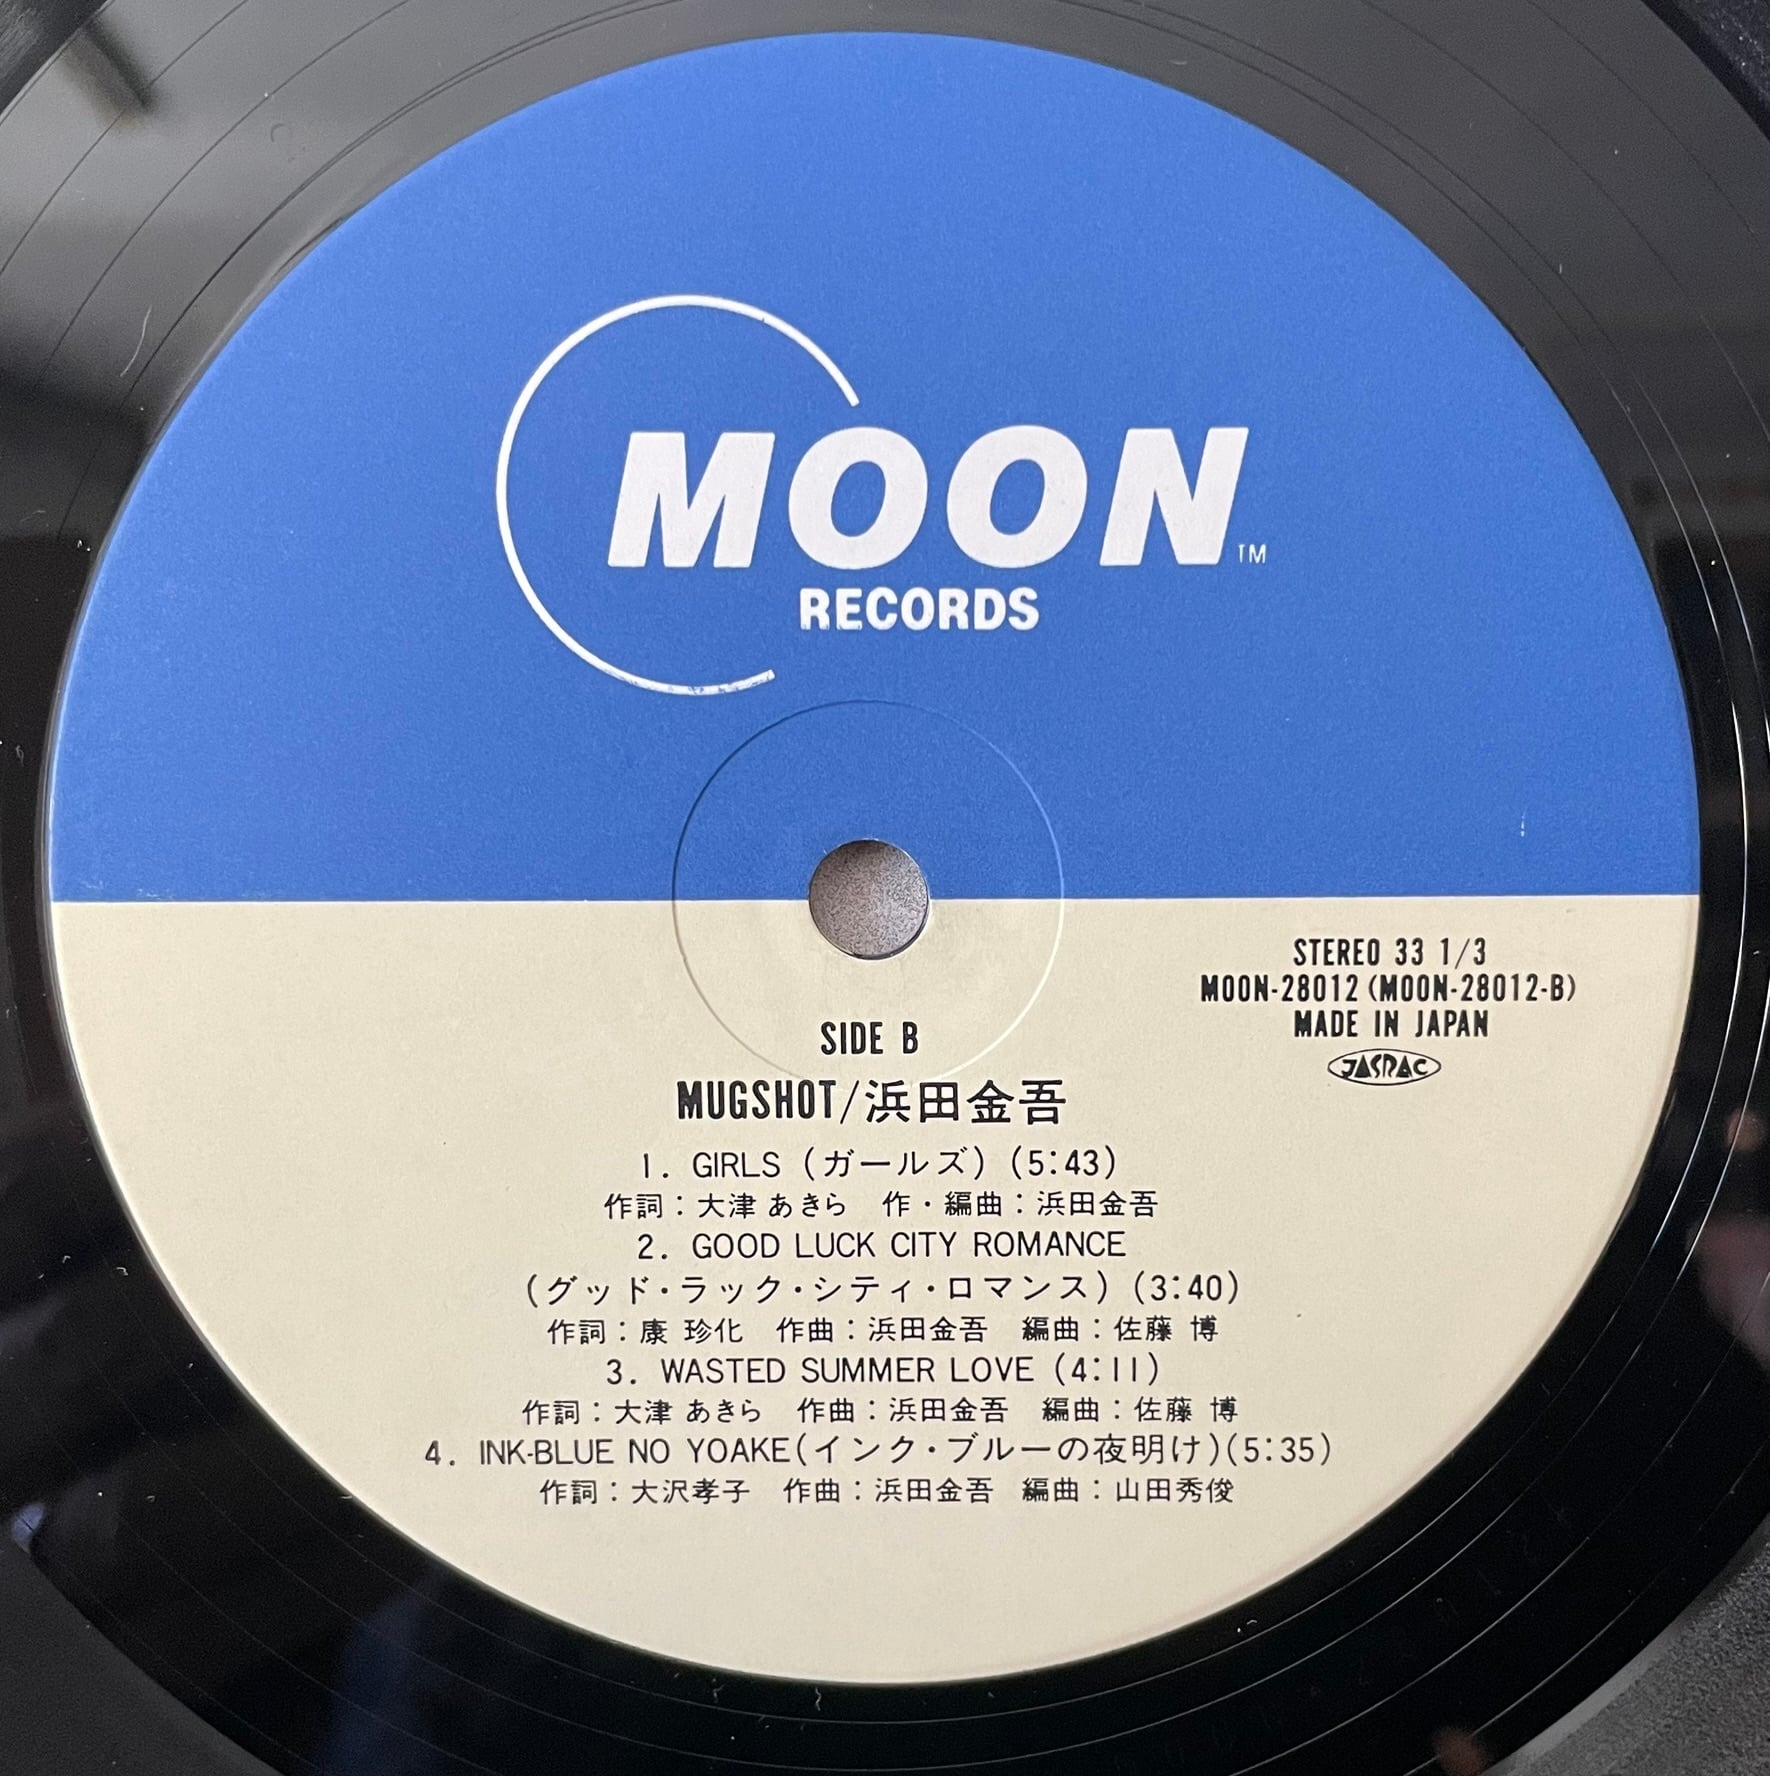 MOON TM
RECORDS
STEREO 33 1/3
MOON-28012 (MOON-28012-B)
MADE IN JAPAN
JASRAC
SIDE B
MUGSHOT/浜田金吾
1. GIRLS (ガールズ) (5:43)
作詞：大津 あきら　作・編曲：浜田金吾
2. GOOD LUCK CITY ROMANCE
(グッド・ラック・シティ・ロマンス) (3:40)
作詞：康 珍化　作曲：浜田金吾　編曲：佐藤 博
3. WASTED SUMMER LOVE (4:11)
作詞：大津 あきら　作曲：浜田金吾　編曲：佐藤 博
4. INK-BLUE NO YOAKE(インク・ブルーの夜明け)(5:35)
作詞：大沢孝子　作曲：浜田金吾　編曲：山田秀俊